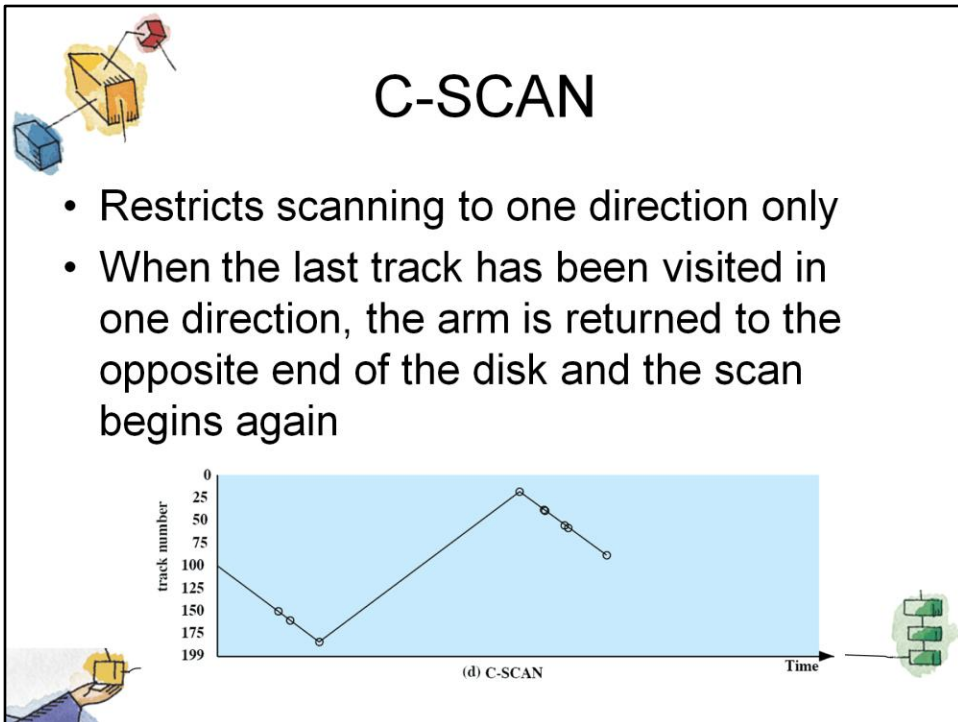 C-SCAN
• Restricts scanning to one direction only
• When the last track has been visited in
one direction, the arm is returned to the
opposite end of the disk and the scan
begins again
track number
0
25
50
75
100
125
150
175
199
Time
(d) C-SCAN